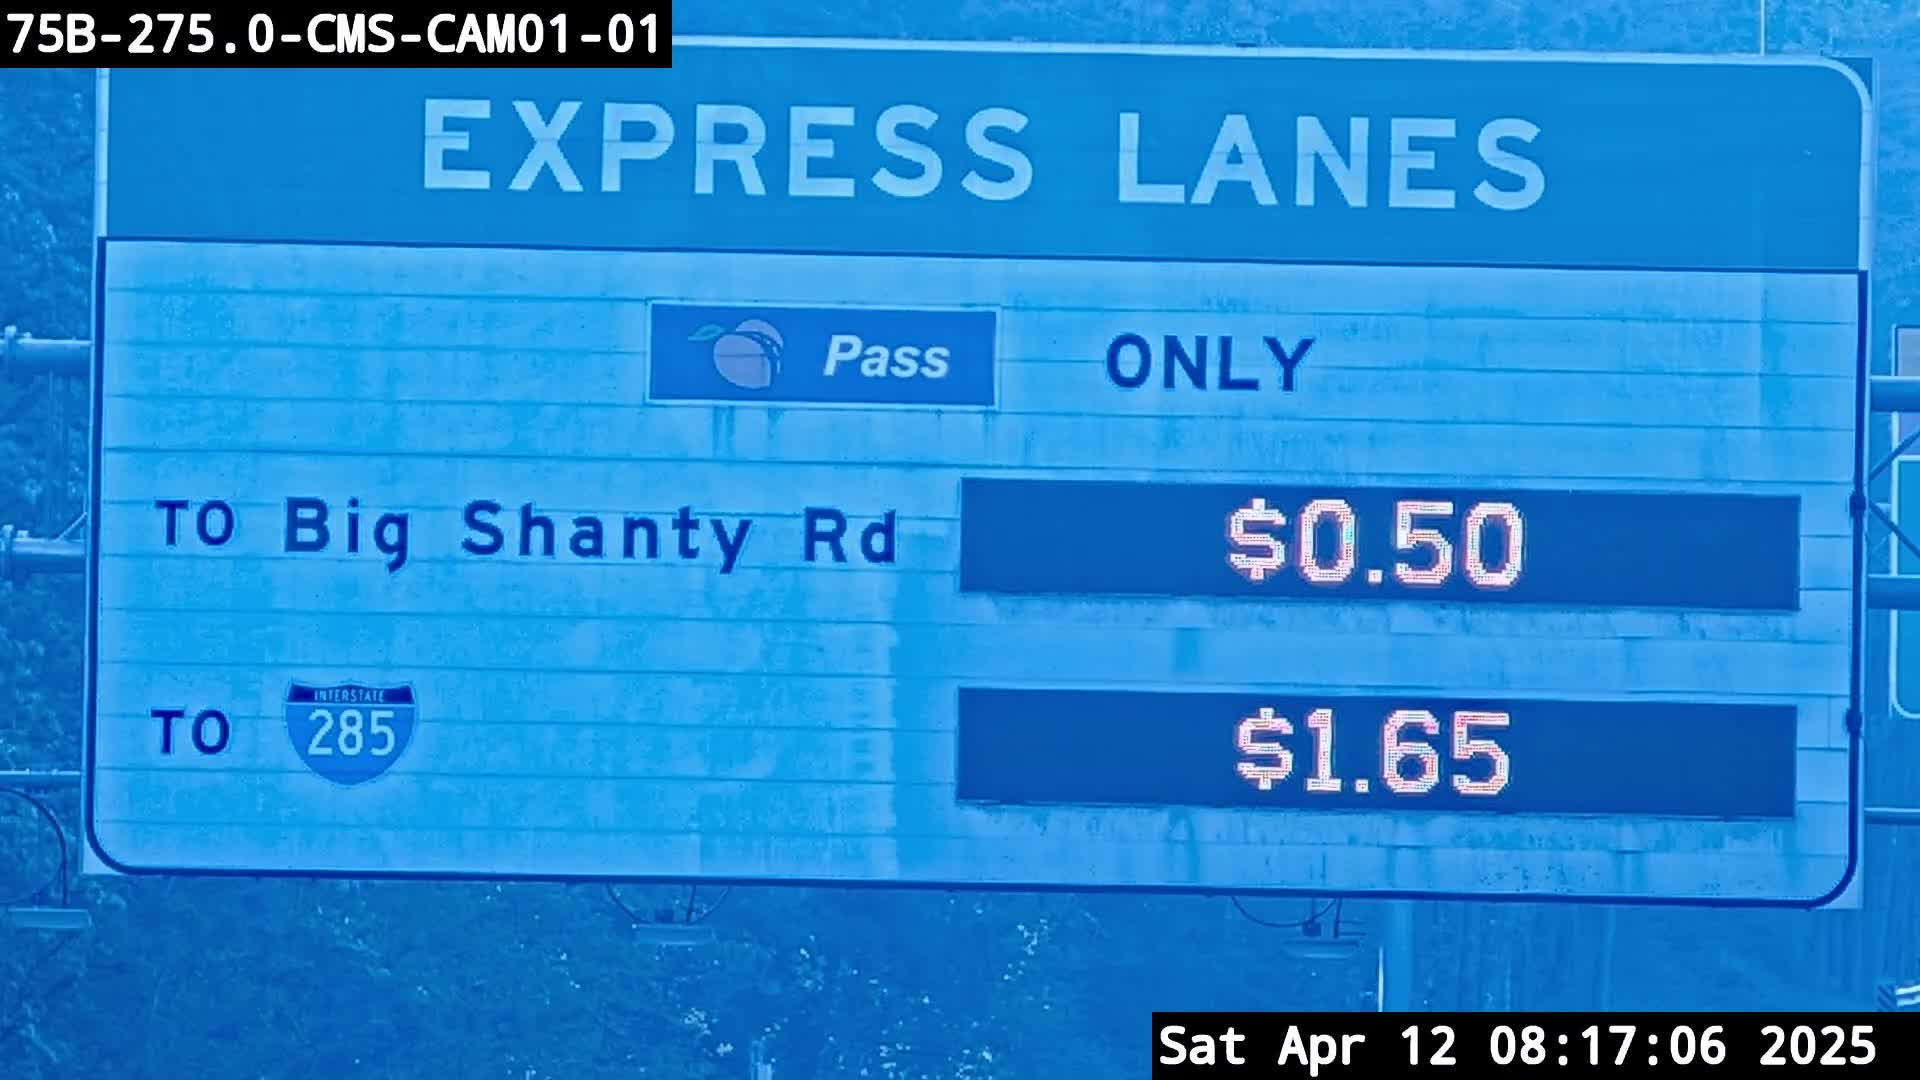 75B-275.0-CMS-CAM01-01
EXPRESS LANES
Pass ONLY
TO Big Shanty Rd $0.50
TO INTERSTATE 285 $1.65
Sat Apr 12 08:17:06 2025